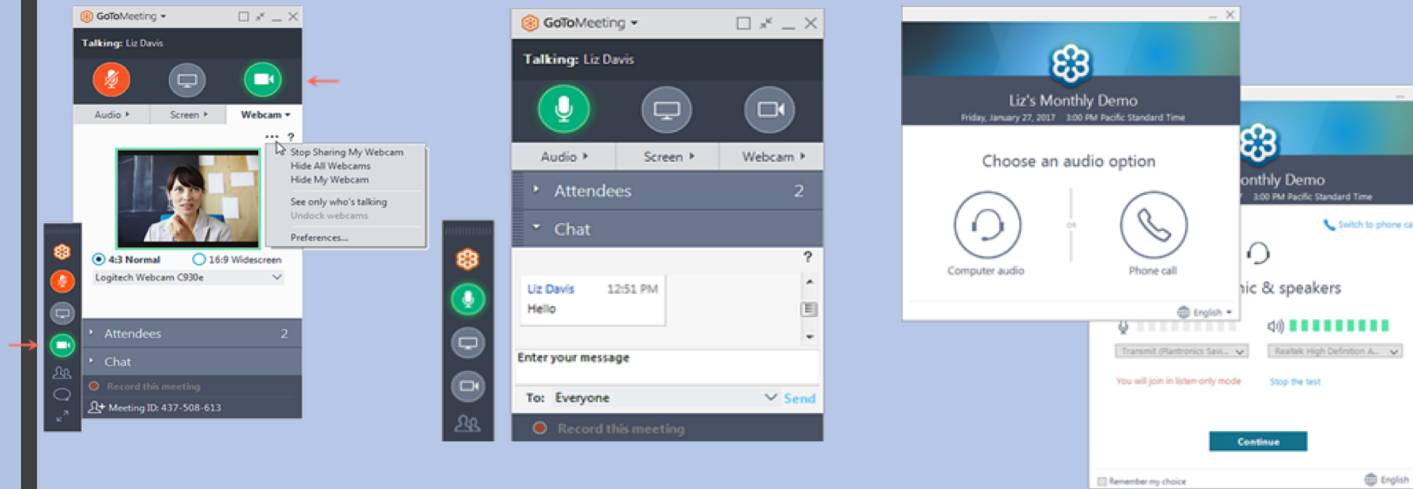 GoToMeeting
Talking: Liz Davis
Audio
Screen
Webcam
?
Stop Sharing My Webcam
Hide All Webcams
Hide My Webcam
See only who's talking
Undock webcams
Preferences...
4:3 Normal
16:9 Widescreen
Logitech Webcam C930e
Attendees 2
Chat
Record this meeting
Meeting ID: 437-508-613
GoToMeeting
Talking: Liz Davis
Audio
Screen
Webcam
Attendees 2
Chat
?
Liz Davis 12:51 PM
Hello
Enter your message
To: Everyone
Send
Record this meeting
Liz's Monthly Demo
Friday, January 27, 2017 3:00 PM Pacific Standard Time
Choose an audio option
Computer audio
OR
Phone call
English
onthly Demo
3:00 PM Pacific Standard Time
Switch to phone ca
ic & speakers
Transmit (Plantronics Savi...
Realtek High Definition A...
You will join in listen-only mode
Stop the test
Continue
Remember my choice
English